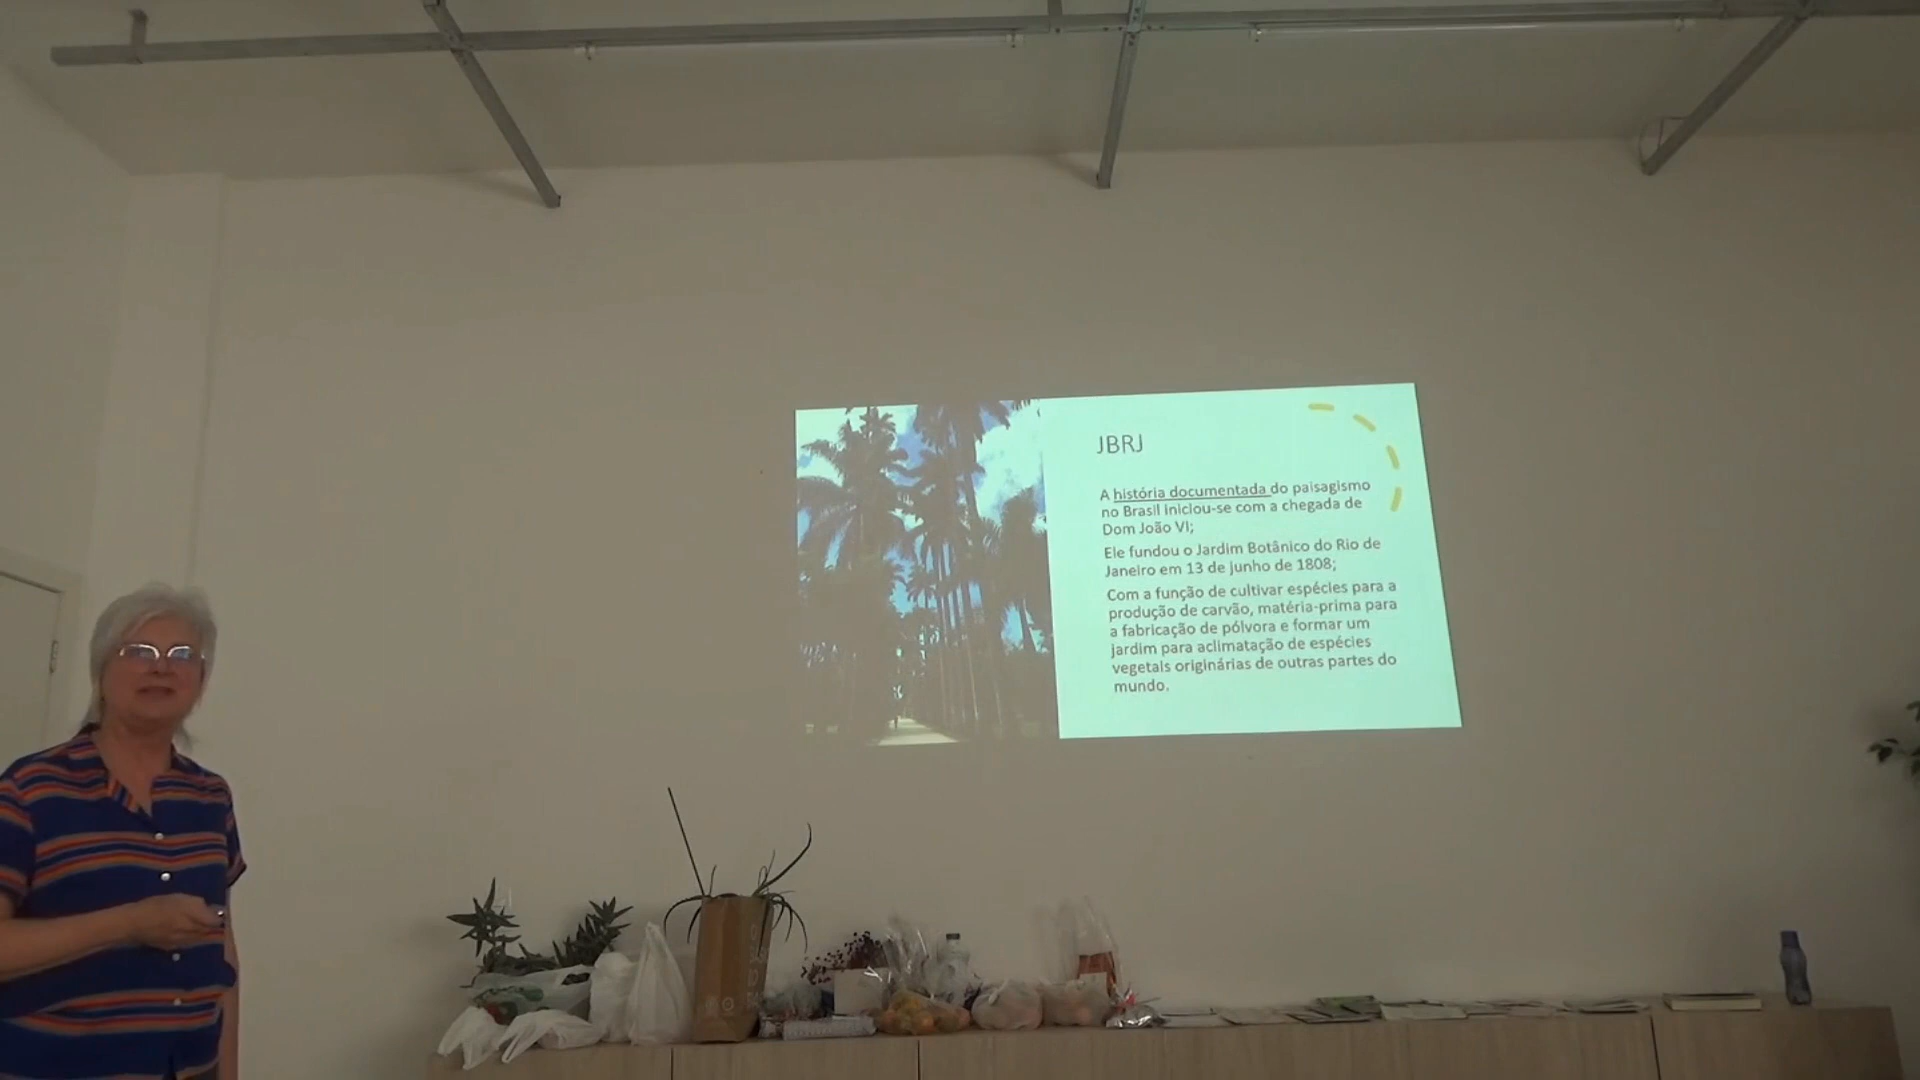 JBRJ
A história documentada do paisagismo
no Brasil iniciou-se com a chegada de
Dom João VI;
Ele fundou o Jardim Botânico do Rio de
Janeiro em 13 de junho de 1808;
Com a função de cultivar espécies para a
produção de carvão, matéria-prima para
a fabricação de pólvora e formar um
jardim para aclimatação de espécies
vegetais originárias de outras partes do
mundo.